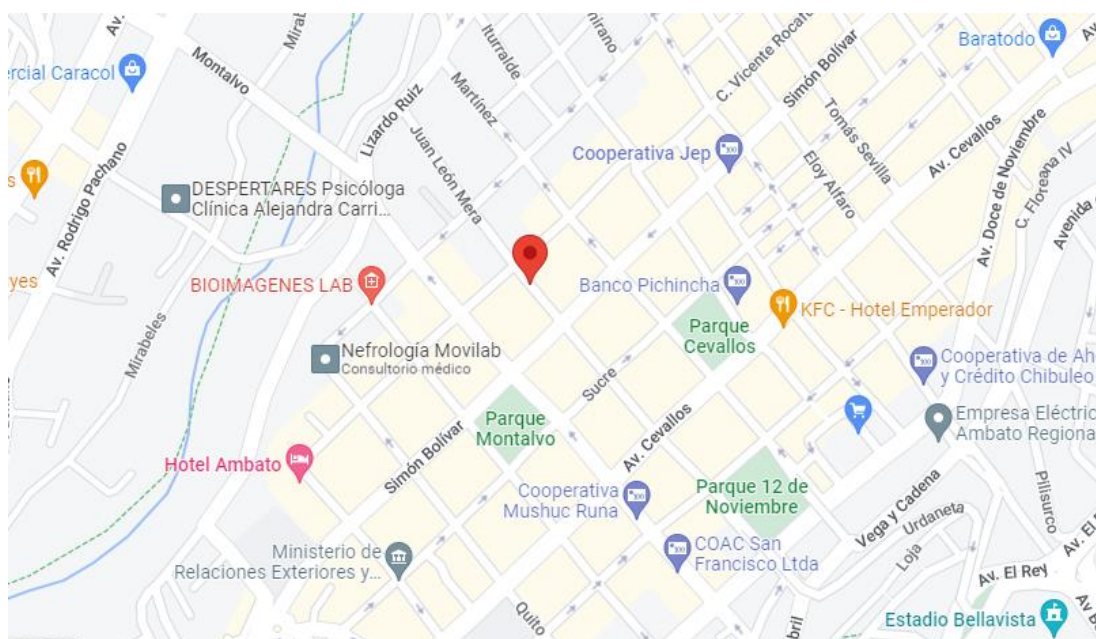 Av.
Montalvo
Mirabeles
Iturralde
Martínez
C. Vicente Rocafuerte
Simón Bolívar
Baratodo
Av.
rcial Caracol
Lizardo Ruiz
Juan León Mera
Cooperativa Jep
Tomás Sevilla
Eloy Alfaro
Av. Cevallos
Av. Doce de Noviembre
C. Floreana IV
Avenida
s
DESPERTARES Psicóloga
Clínica Alejandra Carri...
Av. Rodrigo Pachano
yes
BIOIMAGENES LAB
Banco Pichincha
KFC - Hotel Emperador
Parque
Cevallos
Mirabeles
Nefrología Movilab
Consultorio médico
Sucre
Cooperativa de Ah
y Crédito Chibuleo
Parque
Montalvo
Av. Cevallos
Empresa Eléctric
Ambato Regiona
Hotel Ambato
Simón Bolívar
Cooperativa
Mushuc Runa
Parque 12 de
Noviembre
Vega y Cadena
Urdaneta
Loja
Pilisurco
Ministerio de
Relaciones Exteriores y...
COAC San
Francisco Ltda
Av. El Rey
Quito
bril
Estadio Bellavista